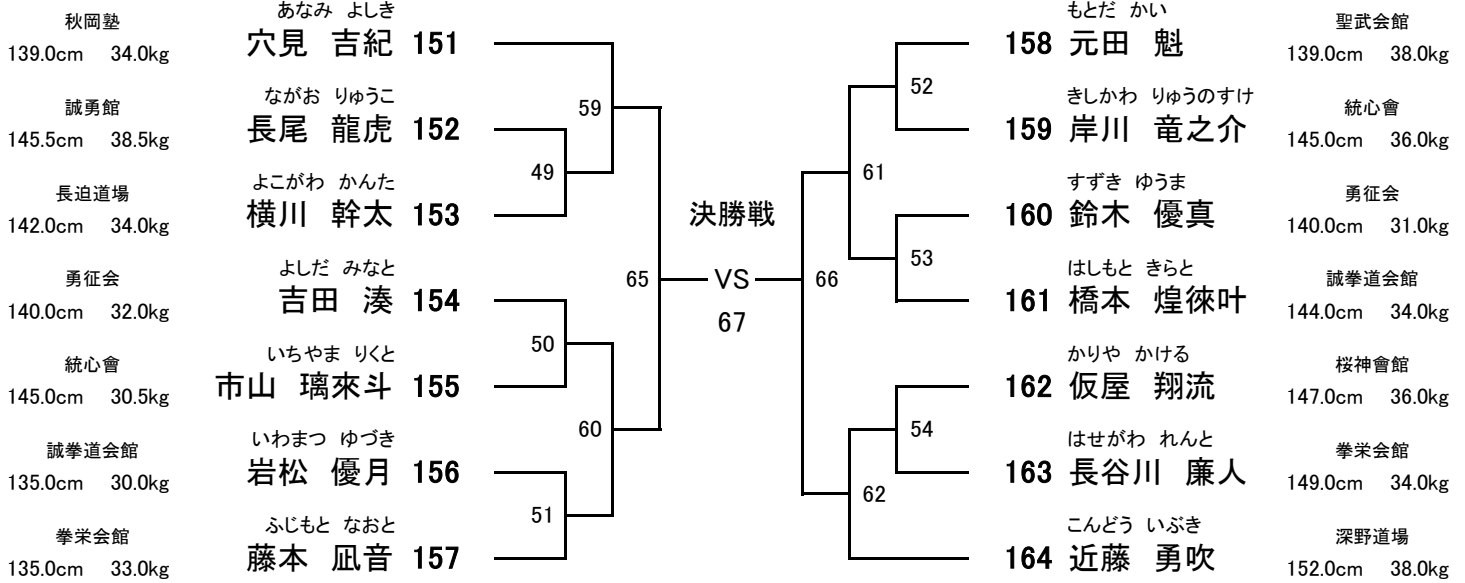 あなみ よしき
秋岡塾
穴見 吉紀 151
139.0cm 34.0kg
ながお りゅうこ
誠勇館
長尾 龍虎 152
145.5cm 38.5kg
よこがわ かんた
長迫道場
横川 幹太 153
142.0cm 34.0kg
よしだ みなと
勇征会
吉田 湊 154
140.0cm 32.0kg
いちやま りくと
統心會
市山 璃來斗 155
145.0cm 30.5kg
いわまつ ゆづき
誠拳道会館
岩松 優月 156
135.0cm 30.0kg
ふじもと なおと
拳栄会館
藤本 凪音 157
135.0cm 33.0kg
59
49
50
60
51
65
決勝戦
VS
67
66
52
61
53
54
62
もとだ かい
聖武会館
158 元田 魁
139.0cm 38.0kg
きしかわ りゅうのすけ
統心會
159 岸川 竜之介
145.0cm 36.0kg
すずき ゆうま
勇征会
160 鈴木 優真
140.0cm 31.0kg
はしもと きらと
誠拳道会館
161 橋本 煌徠叶
144.0cm 34.0kg
かりや かける
桜神會館
162 仮屋 翔流
147.0cm 36.0kg
はせがわ れんと
拳栄会館
163 長谷川 廉人
149.0cm 34.0kg
こんどう いぶき
深野道場
164 近藤 勇吹
152.0cm 38.0kg